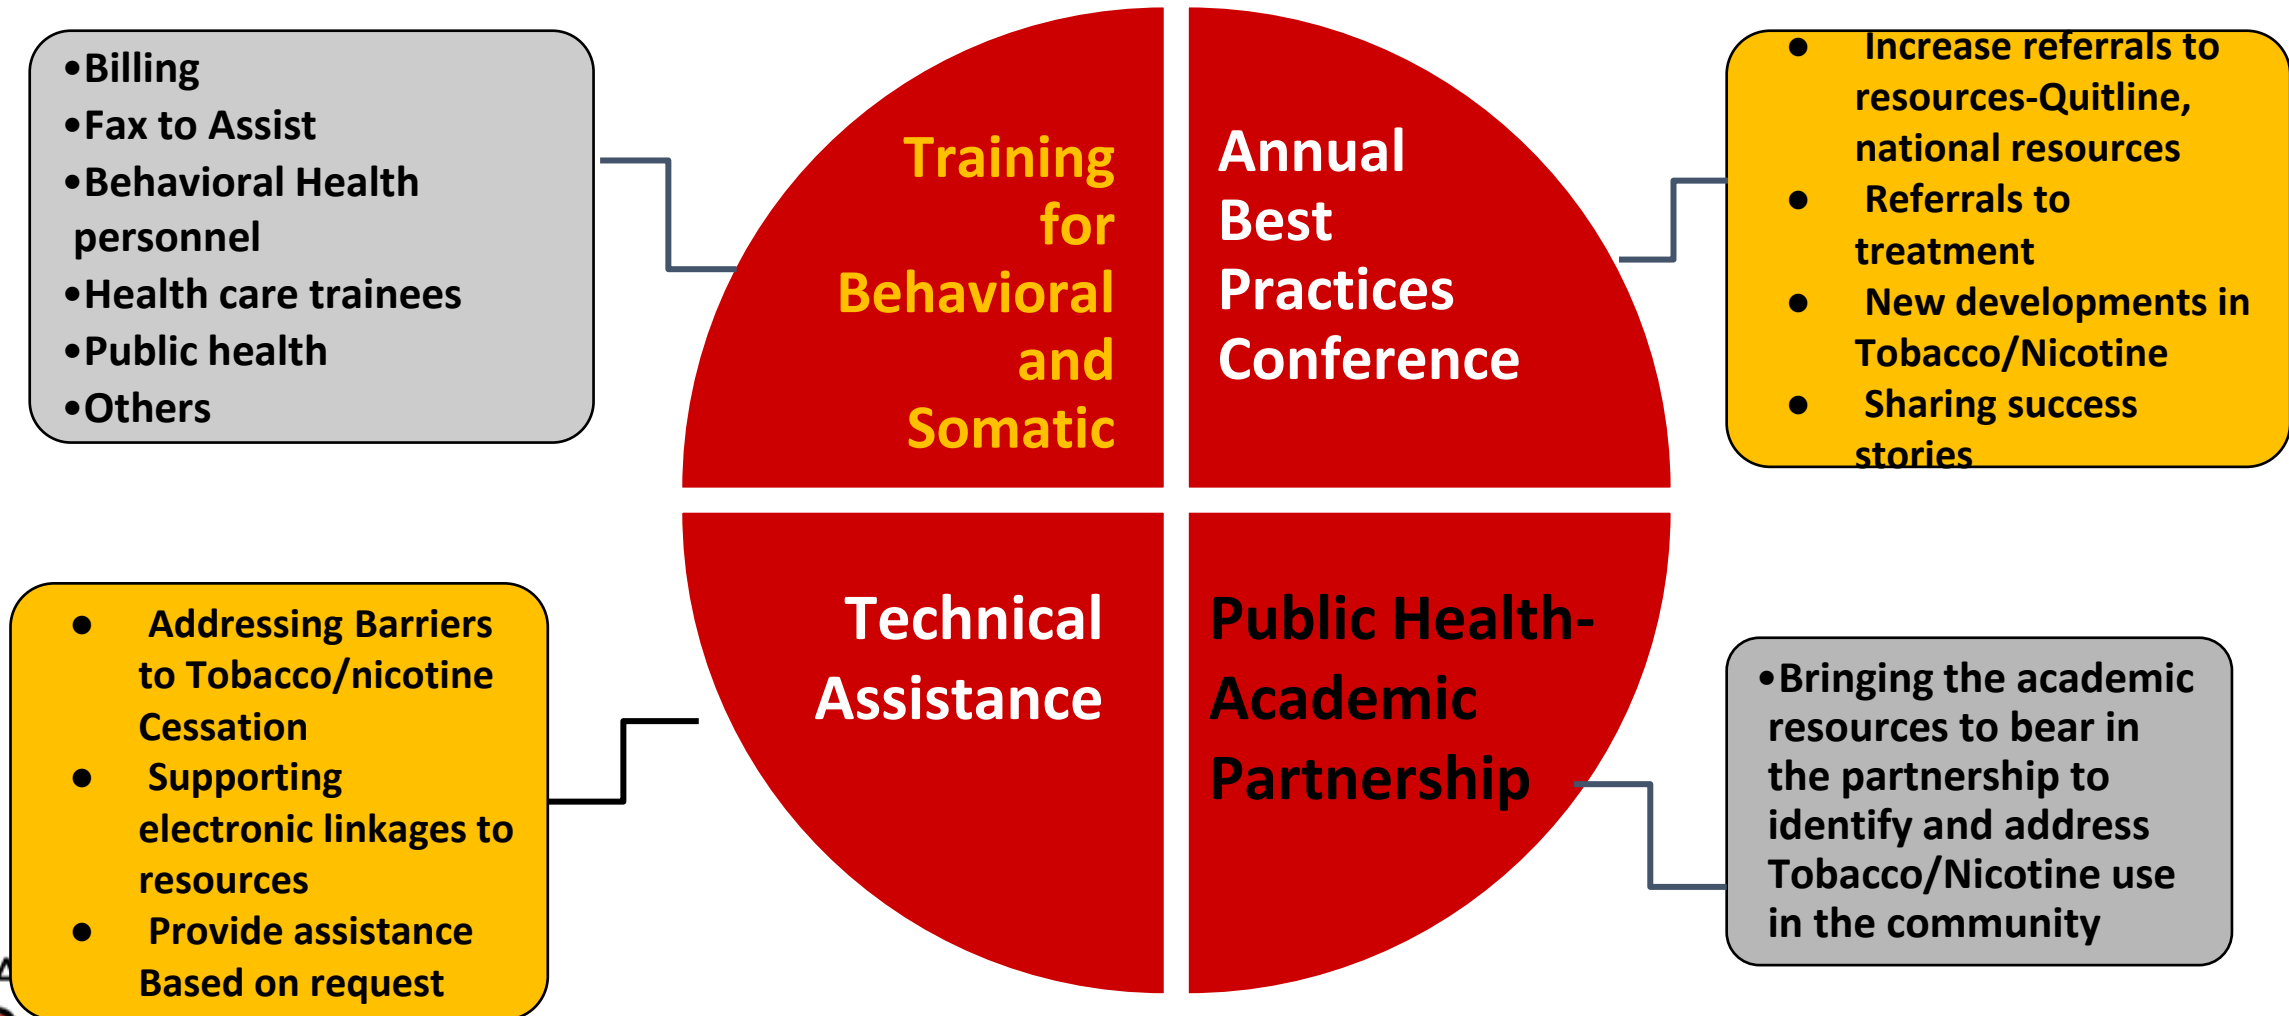 •Billing
•Fax to Assist
•Behavioral Health
personnel
•Health care trainees
•Public health
•Others
Training
for
Behavioral
and
Somatic
Annual
Best
Practices
Conference
● Increase referrals to
resources-Quitline,
national resources
● Referrals to
treatment
● New developments in
Tobacco/Nicotine
● Sharing success
stories
● Addressing Barriers
to Tobacco/nicotine
Cessation
● Supporting
electronic linkages to
resources
● Provide assistance
Based on request
Technical
Assistance
Public Health-
Academic
Partnership
•Bringing the academic
resources to bear in
the partnership to
identify and address
Tobacco/Nicotine use
in the community